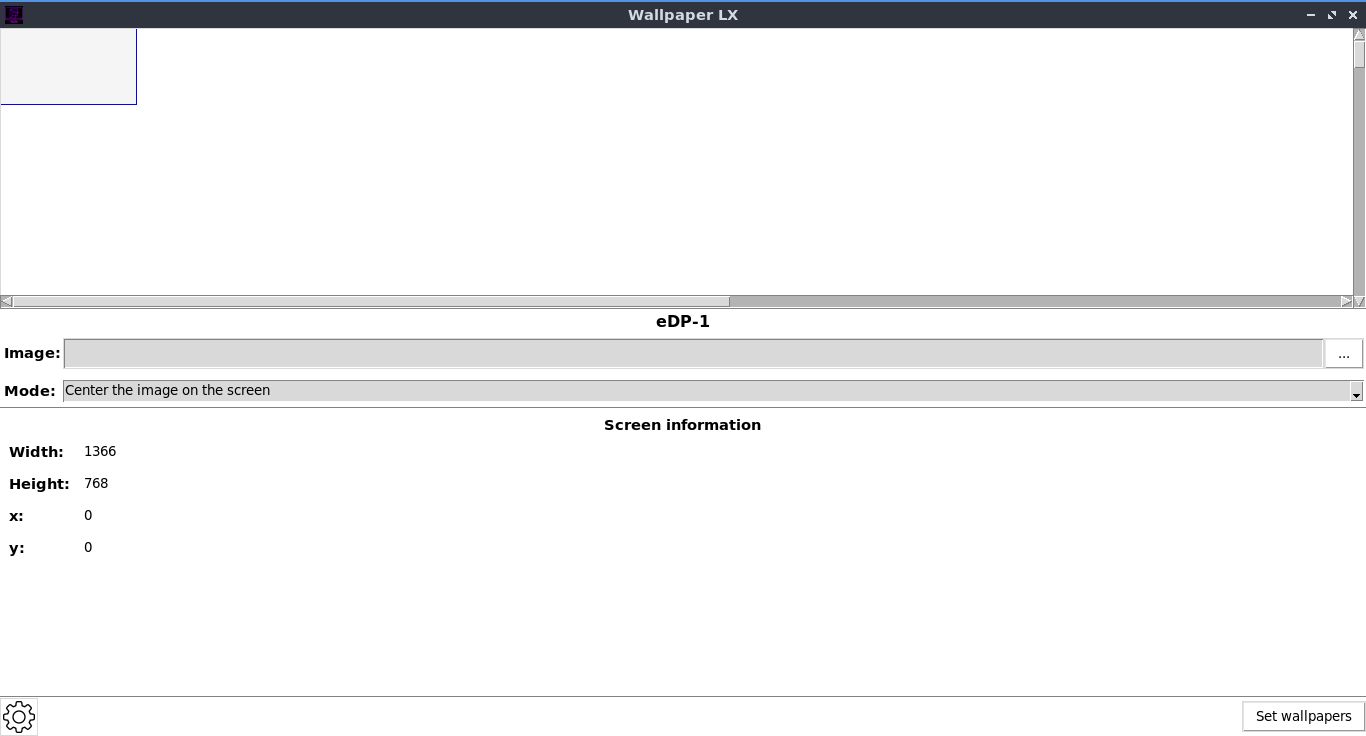 Wallpaper LX
eDP-1
Image: ...
Mode: Center the image on the screen
Screen information
Width: 1366
Height: 768
x: 0
y: 0
Set wallpapers